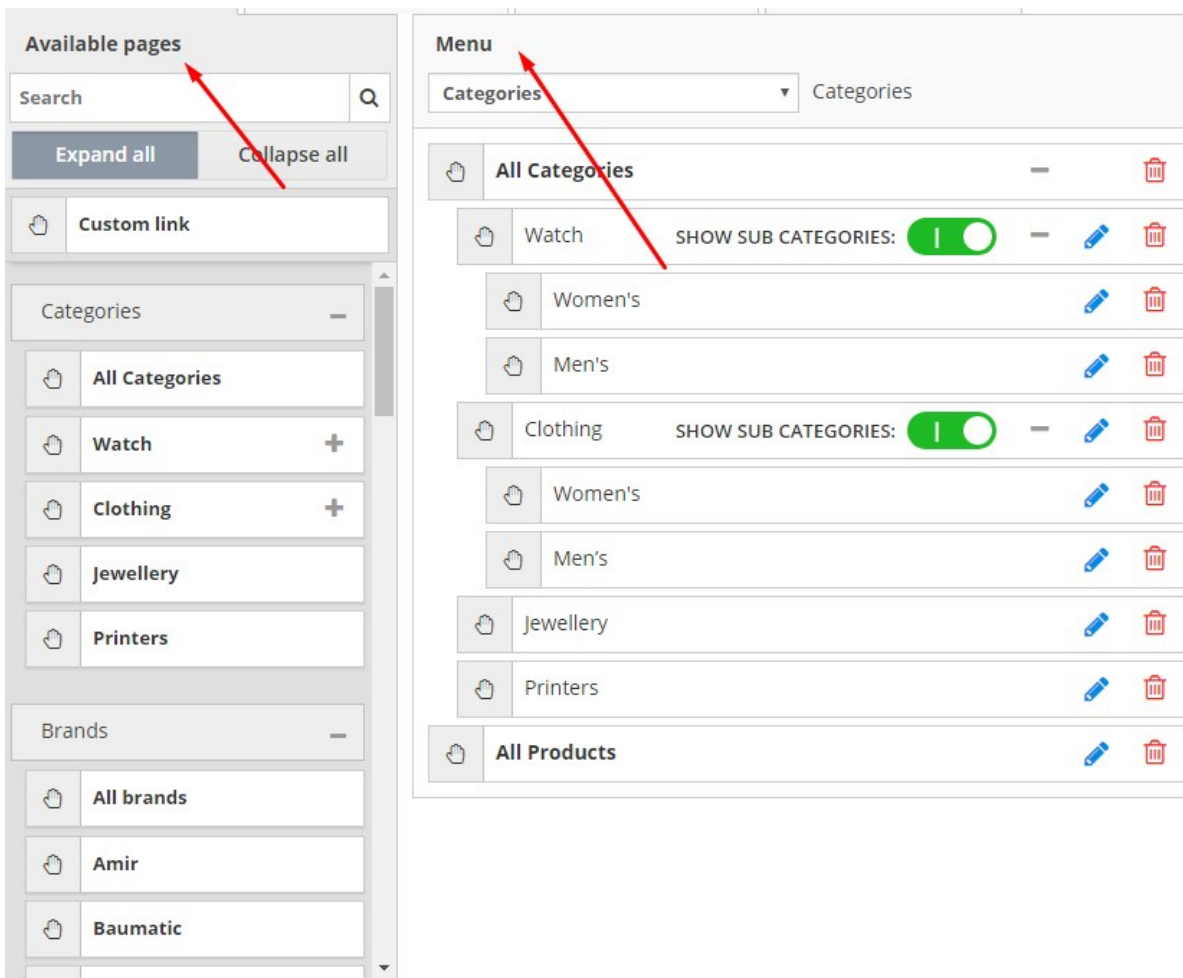 Available pages
Search
Expand all
Collapse all
Custom link
Categories
All Categories
Watch
Clothing
Jewellery
Printers
Brands
All brands
Amir
Baumatic
Menu
Categories
Categories
All Categories
Watch SHOW SUB CATEGORIES:
Women's
Men's
Clothing SHOW SUB CATEGORIES:
Women's
Men’s
Jewellery
Printers
All Products